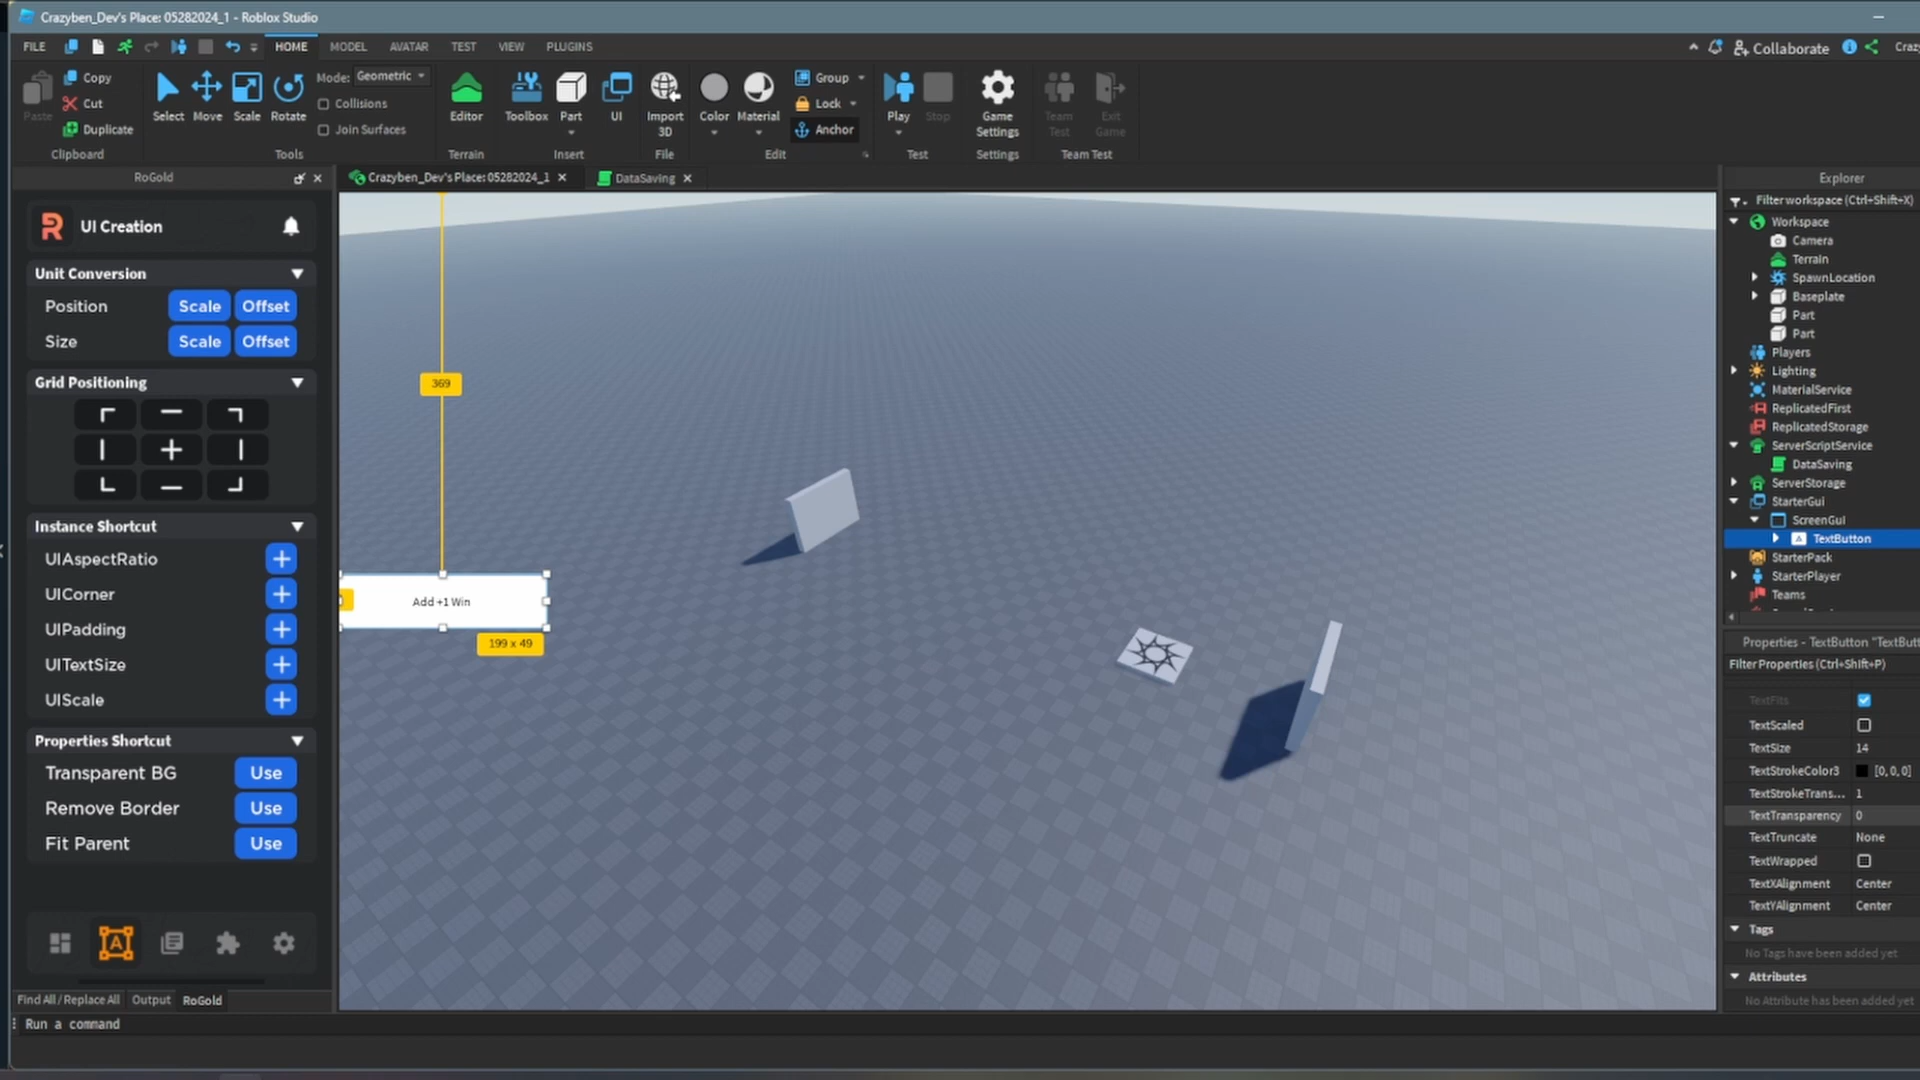 Crazyben_Dev's Place: 05282024_1 - Roblox Studio
FILE
HOME
MODEL
AVATAR
TEST
VIEW
PLUGINS
Collaborate
Paste
Copy
Cut
Duplicate
Clipboard
Select
Move
Scale
Rotate
Mode:
Geometric
Collisions
Join Surfaces
Tools
Editor
Terrain
Toolbox
Part
UI
Insert
Import
3D
File
Color
Material
Group
Lock
Anchor
Edit
Play
Stop
Test
Game
Settings
Settings
Team
Test
Exit
Game
Team Test
RoGold
Crazyben_Dev's Place: 05282024_1
DataSaving
Explorer
UI Creation
Unit Conversion
Position
Scale
Offset
Size
Scale
Offset
Grid Positioning
Instance Shortcut
UIAspectRatio
UICorner
UIPadding
UITextSize
UIScale
Properties Shortcut
Transparent BG
Use
Remove Border
Use
Fit Parent
Use
Find All / Replace All
Output
RoGold
Run a command
369
Add +1 Win
199 x 49
Filter workspace (Ctrl+Shift+X)
Workspace
Camera
Terrain
SpawnLocation
Baseplate
Part
Part
Players
Lighting
MaterialService
ReplicatedFirst
ReplicatedStorage
ServerScriptService
DataSaving
ServerStorage
StarterGui
ScreenGui
TextButton
StarterPack
StarterPlayer
Teams
Properties - TextButton "TextButt
Filter Properties (Ctrl+Shift+P)
TextFits
TextScaled
TextSize 14
TextStrokeColor3 [0, 0, 0]
TextStrokeTrans... 1
TextTransparency 0
TextTruncate None
TextWrapped
TextXAlignment Center
TextYAlignment Center
Tags
No Tags have been added yet
Attributes
No Attribute has been added yet